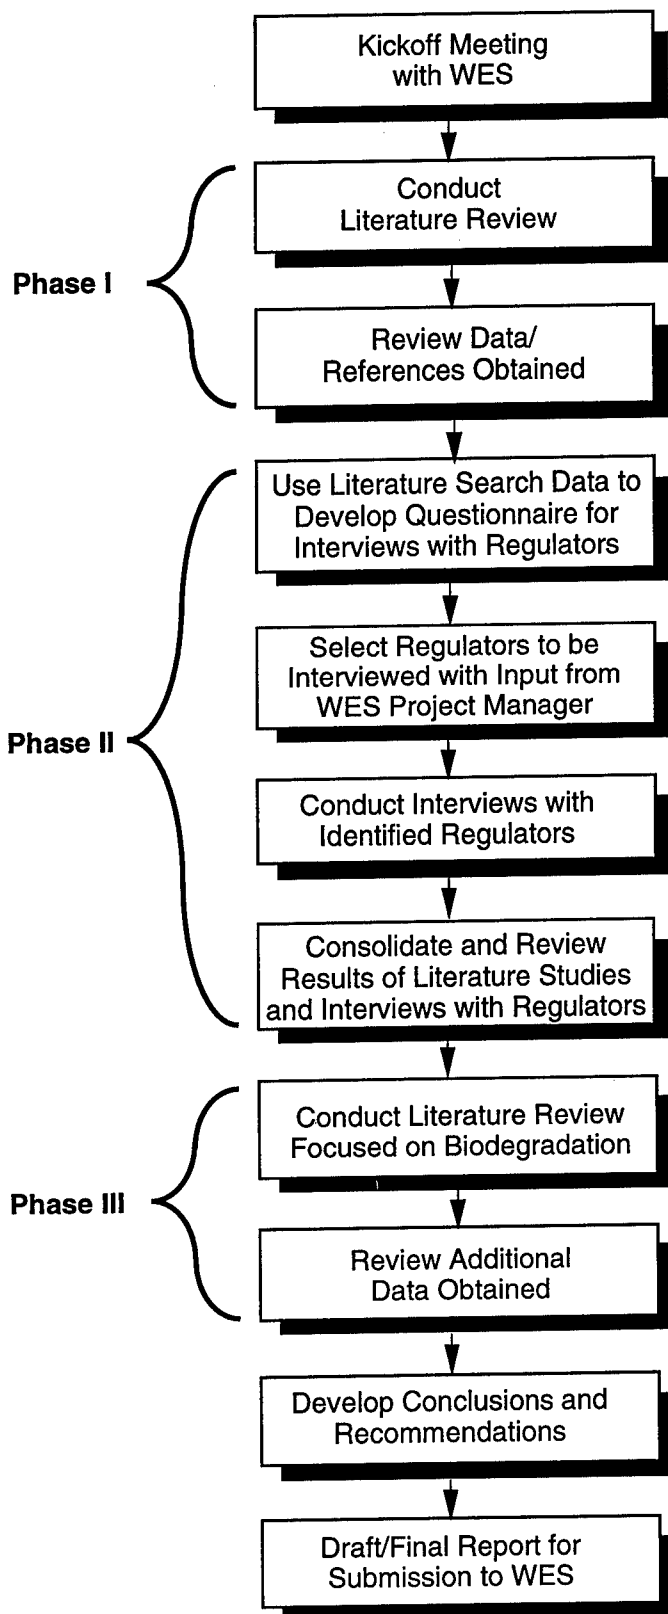 Kickoff Meeting
with WES
Phase I
Conduct
Literature Review
Review Data/
References Obtained
Phase II
Use Literature Search Data to
Develop Questionnaire for
Interviews with Regulators
Select Regulators to be
Interviewed with Input from
WES Project Manager
Conduct Interviews with
Identified Regulators
Consolidate and Review
Results of Literature Studies
and Interviews with Regulators
Phase III
Conduct Literature Review
Focused on Biodegradation
Review Additional
Data Obtained
Develop Conclusions and
Recommendations
Draft/Final Report for
Submission to WES